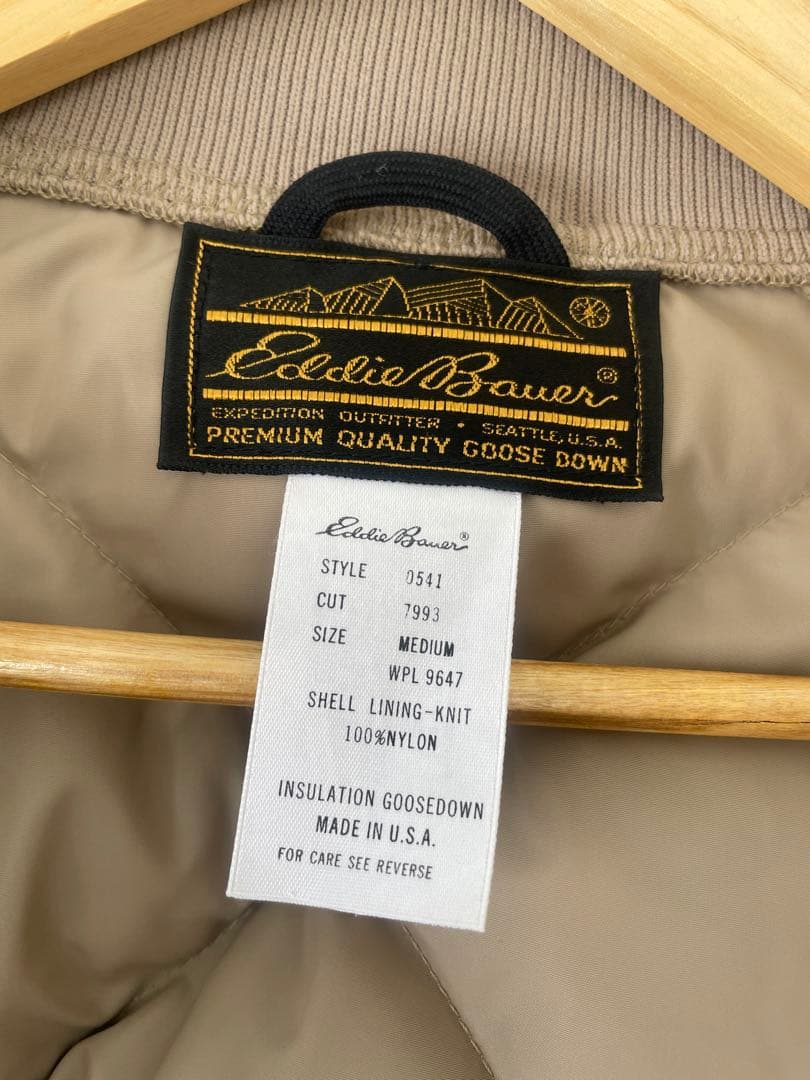 Eddie Bauer®
EXPEDITION OUTFITTER · SEATTLE, U.S.A.
PREMIUM QUALITY GOOSE DOWN
Eddie Bauer®
STYLE 0541
CUT 7993
SIZE MEDIUM
WPL 9647
SHELL LINING-KNIT
100%NYLON
INSULATION GOOSEDOWN
MADE IN U.S.A.
FOR CARE SEE REVERSE